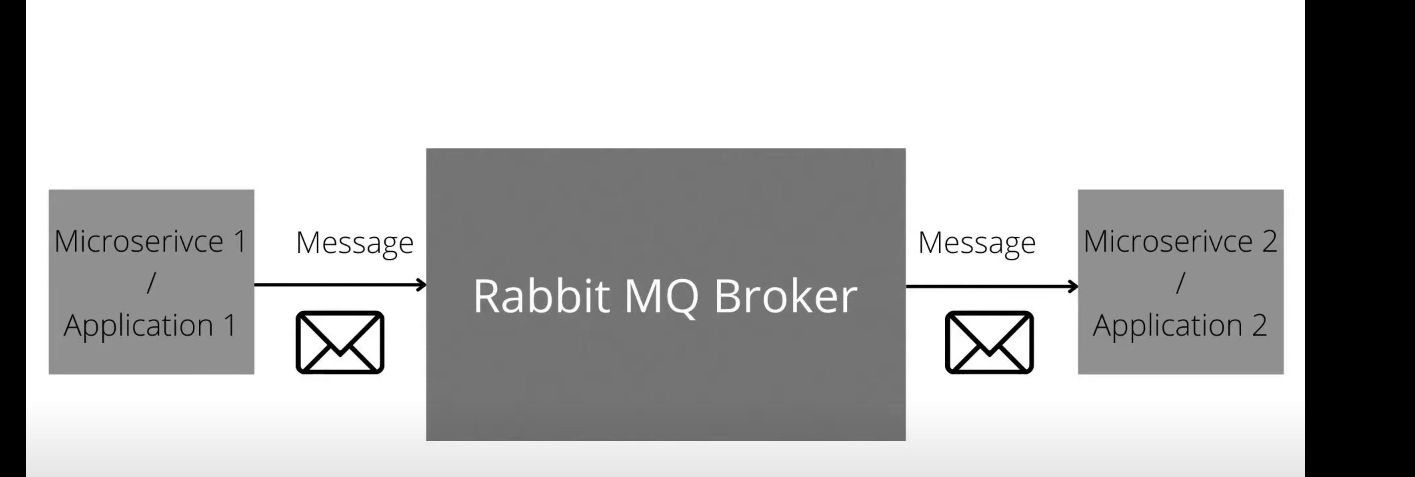 Microserivce 1
/
Application 1
Message
Rabbit MQ Broker
Message
Microserivce 2
/
Application 2